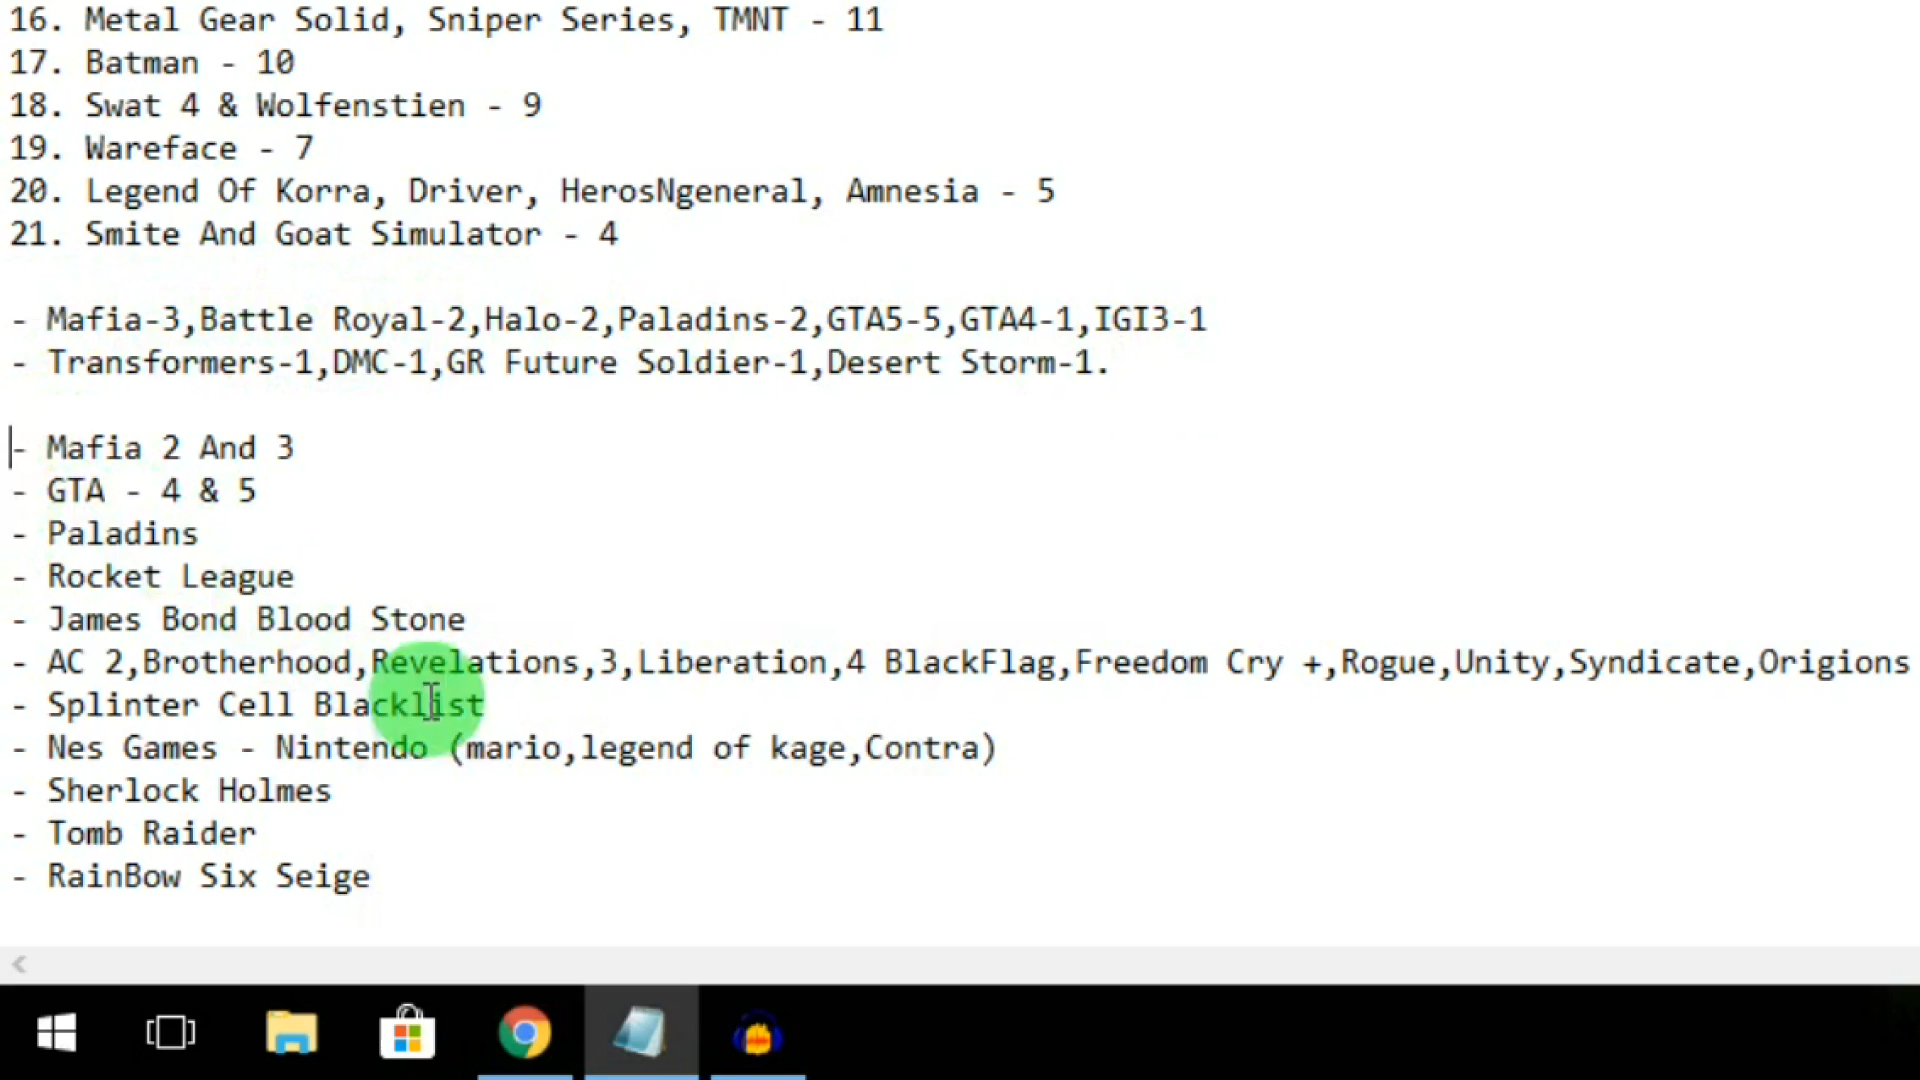 16. Metal Gear Solid, Sniper Series, TMNT - 11
17. Batman - 10
18. Swat 4 & Wolfenstien - 9
19. Wareface - 7
20. Legend Of Korra, Driver, HerosNgeneral, Amnesia - 5
21. Smite And Goat Simulator - 4
- Mafia-3,Battle Royal-2,Halo-2,Paladins-2,GTA5-5,GTA4-1,IGI3-1
- Transformers-1,DMC-1,GR Future Soldier-1,Desert Storm-1.
- Mafia 2 And 3
- GTA - 4 & 5
- Paladins
- Rocket League
- James Bond Blood Stone
- AC 2,Brotherhood,Revelations,3,Liberation,4 BlackFlag,Freedom Cry +,Rogue,Unity,Syndicate,Origions
- Splinter Cell Blacklist
- Nes Games - Nintendo (mario,legend of kage,Contra)
- Sherlock Holmes
- Tomb Raider
- RainBow Six Seige